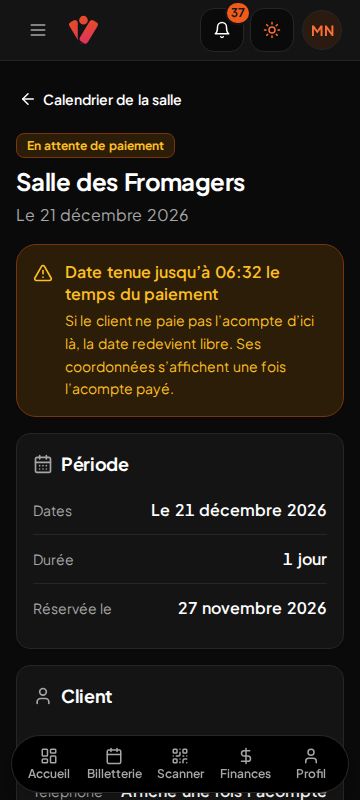 37
MN
Calendrier de la salle
En attente de paiement
Salle des Fromagers
Le 21 décembre 2026
Date tenue jusqu’à 06:32 le
temps du paiement
Si le client ne paie pas l’acompte d’ici
là, la date redevient libre. Ses
coordonnées s’affichent une fois
l’acompte payé.
Période
Dates Le 21 décembre 2026
Durée 1 jour
Réservée le 27 novembre 2026
Client
Accueil Billetterie Scanner Finances Profil